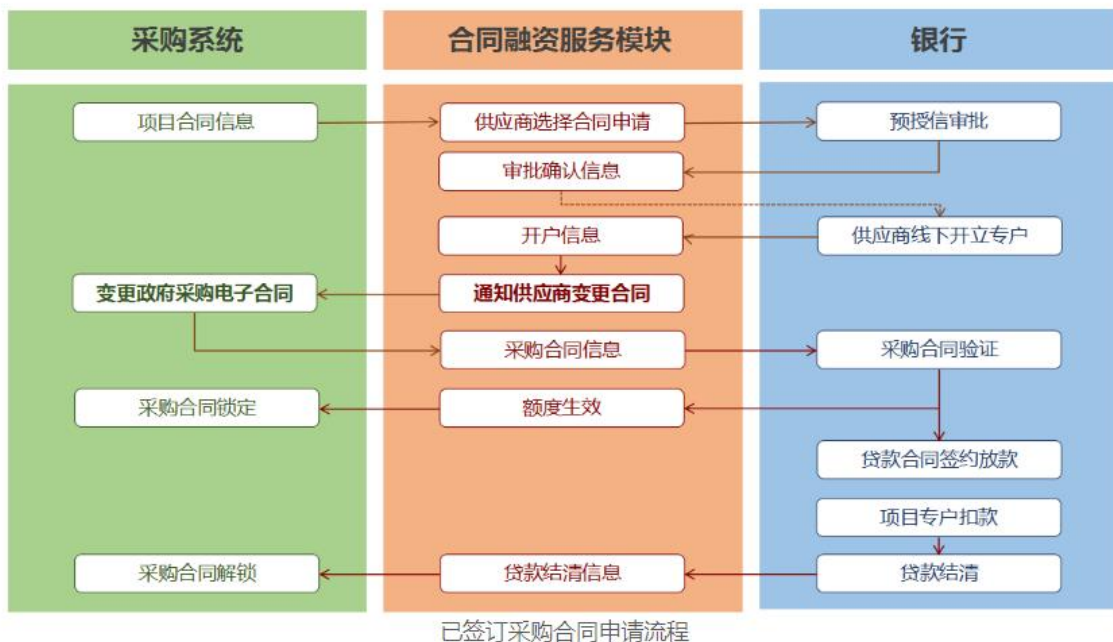 采购系统
合同融资服务模块
银行
项目合同信息
供应商选择合同申请
预授信审批
审批确认信息
开户信息
供应商线下开立专户
变更政府采购电子合同
通知供应商变更合同
采购合同信息
采购合同验证
采购合同锁定
额度生效
贷款合同签约放款
项目专户扣款
采购合同解锁
贷款结清信息
贷款结清
已签订采购合同申请流程